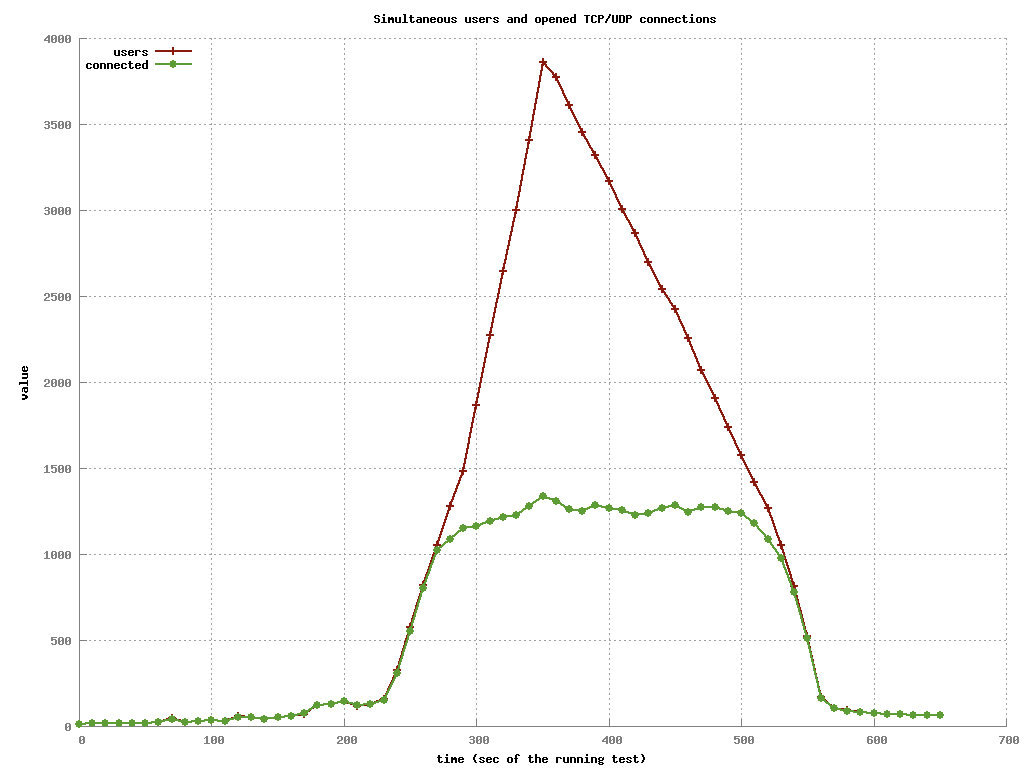 Simultaneous users and opened TCP/UDP connections
users
connected
4000
3500
3000
2500
2000
1500
1000
500
0
value
0 100 200 300 400 500 600 700
time (sec of the running test)